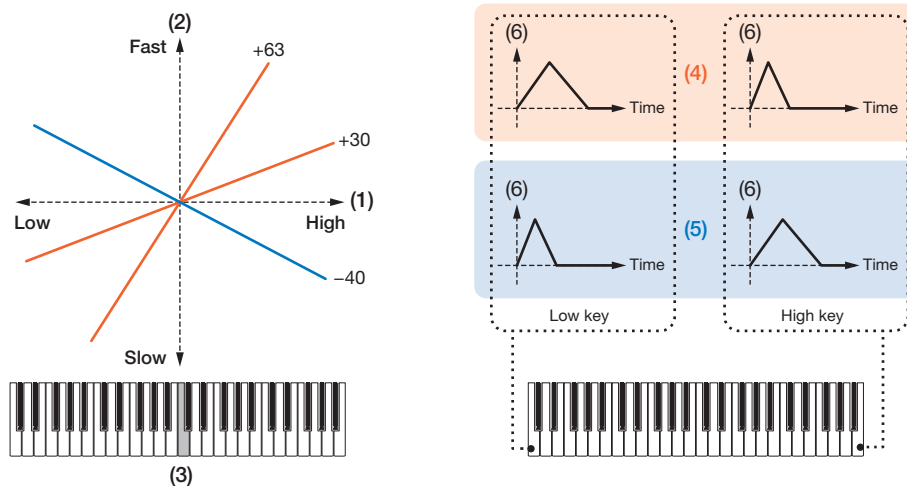 (2)
Fast
+63
+30
(1)
Low
High
−40
Slow
(3)
(6)
(6)
(4)
Time
Time
(6)
(6)
(5)
Time
Time
Low key
High key